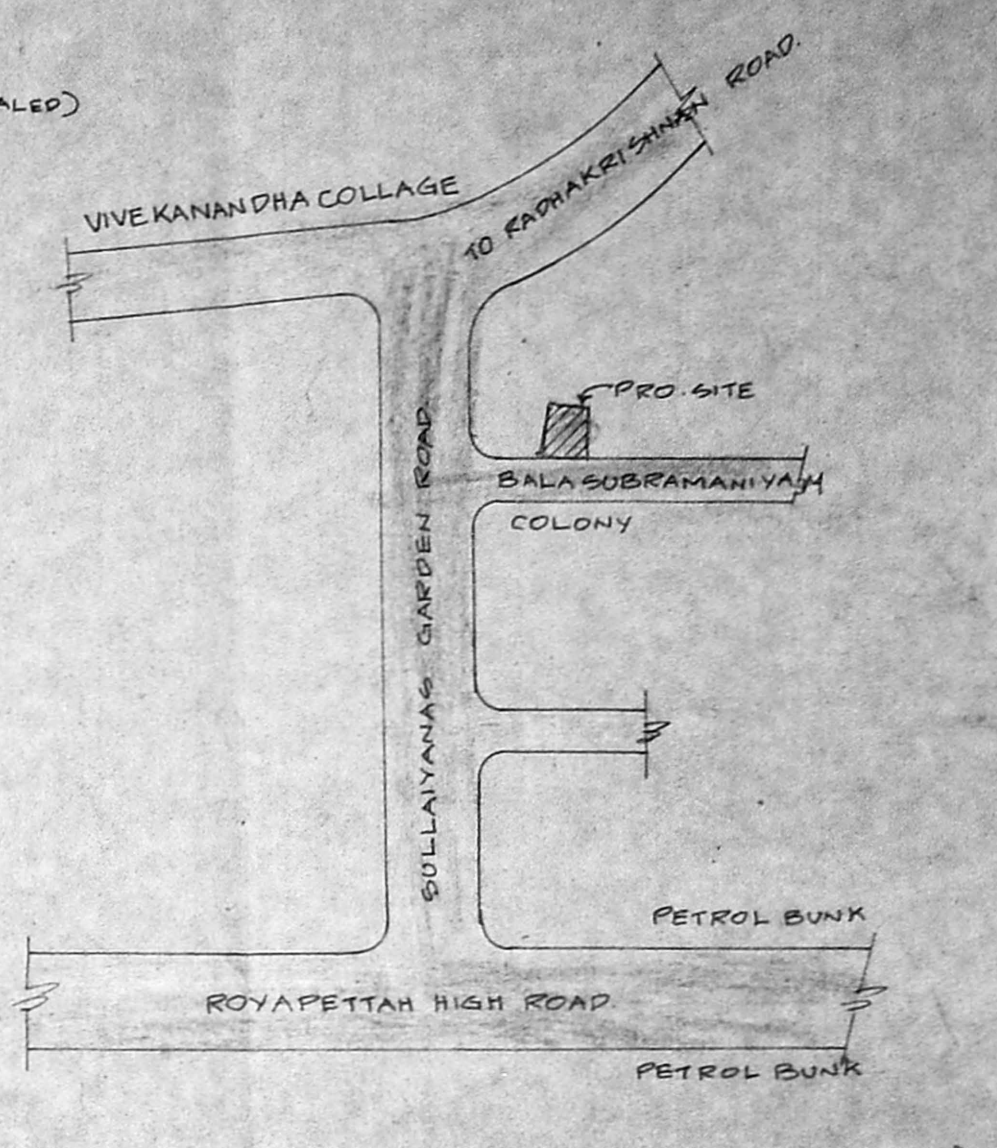 ALED)
VIVEKANANDHA COLLAGE
TO RADHAKRISHNAN ROAD.
PRO.SITE
BALASUBRAMANIYAM
COLONY
SULLAIYANAS GARDEN ROAD
PETROL BUNK
ROYAPETTAH HIGH ROAD.
PETROL BUNK